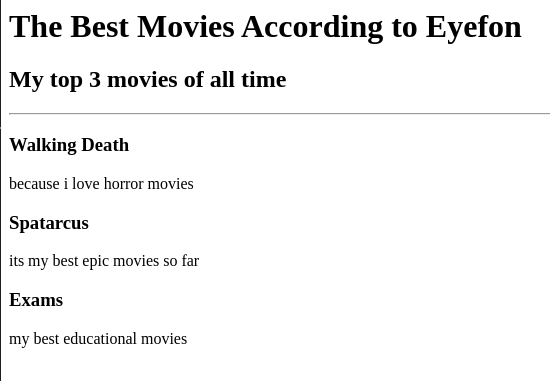 The Best Movies According to Eyefon
My top 3 movies of all time
Walking Death
because i love horror movies
Spatarcus
its my best epic movies so far
Exams
my best educational movies